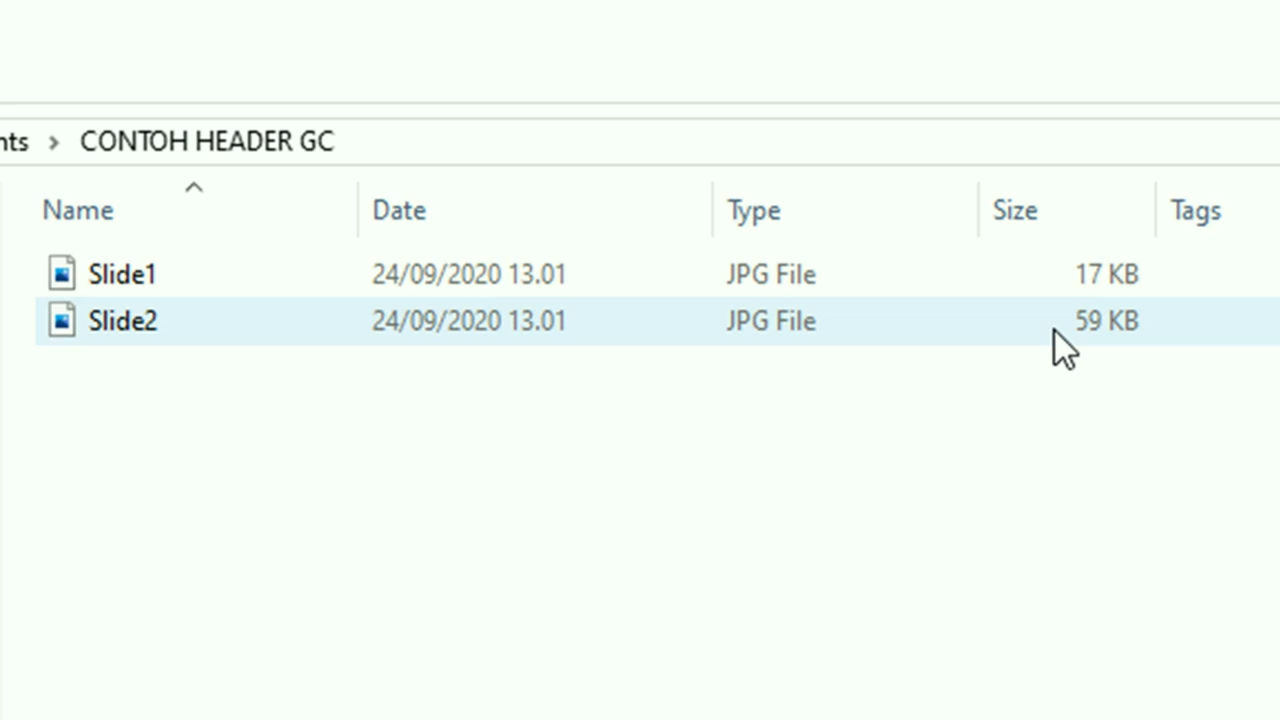 nts > CONTOH HEADER GC
Name Date Type Size Tags
Slide1 24/09/2020 13.01 JPG File 17 KB
Slide2 24/09/2020 13.01 JPG File 59 KB